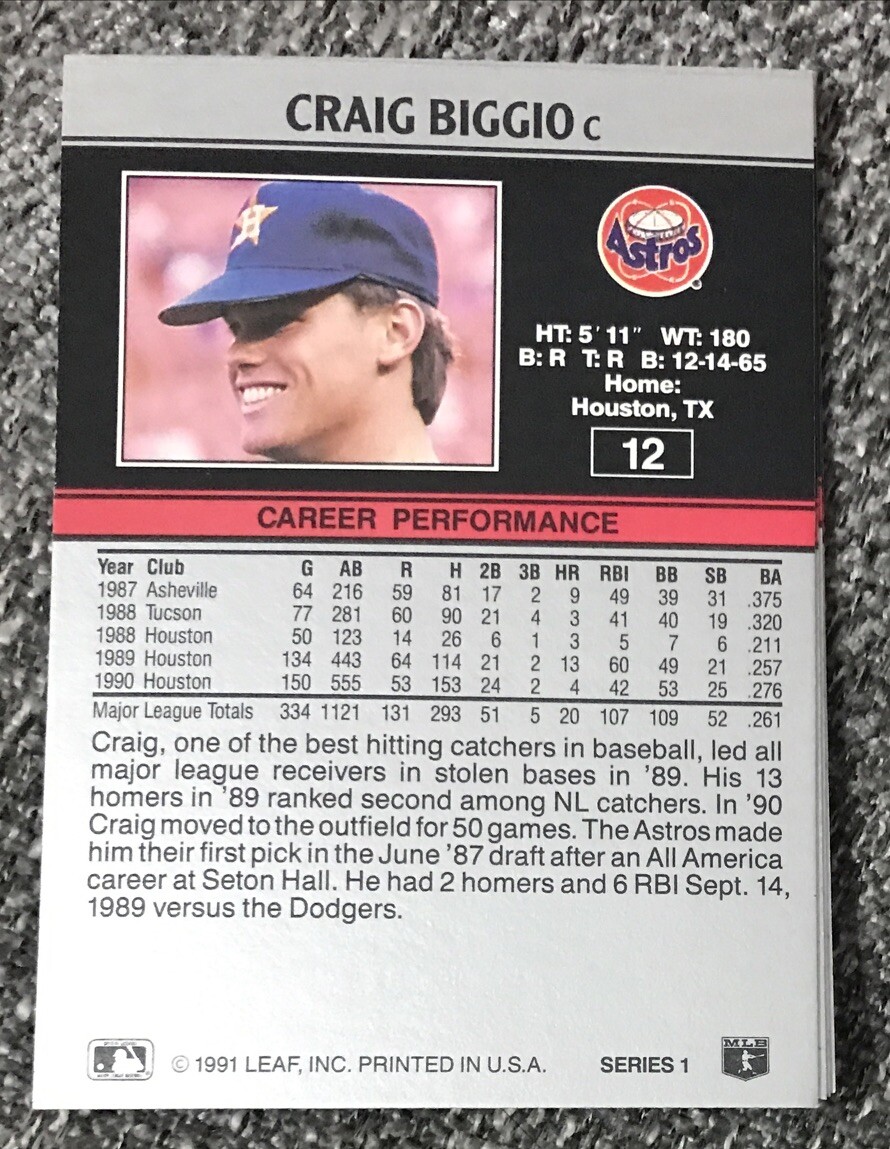 CRAIG BIGGIO C
H
Astros
HT: 5' 11" WT: 180
B: R T: R B: 12-14-65
Home:
Houston, TX
12
CAREER PERFORMANCE
Year Club G AB R H 2B 3B HR RBI BB SB BA
1987 Asheville 64 216 59 81 17 2 9 49 39 31 .375
1988 Tucson 77 281 60 90 21 4 3 41 40 19 .320
1988 Houston 50 123 14 26 6 1 3 5 7 6 .211
1989 Houston 134 443 64 114 21 2 13 60 49 21 .257
1990 Houston 150 555 53 153 24 2 4 42 53 25 .276
Major League Totals 334 1121 131 293 51 5 20 107 109 52 .261
Craig, one of the best hitting catchers in baseball, led all
major league receivers in stolen bases in '89. His 13
homers in '89 ranked second among NL catchers. In '90
Craig moved to the outfield for 50 games. The Astros made
him their first pick in the June '87 draft after an All America
career at Seton Hall. He had 2 homers and 6 RBI Sept. 14,
1989 versus the Dodgers.
© 1991 LEAF, INC. PRINTED IN U.S.A. SERIES 1
MLB